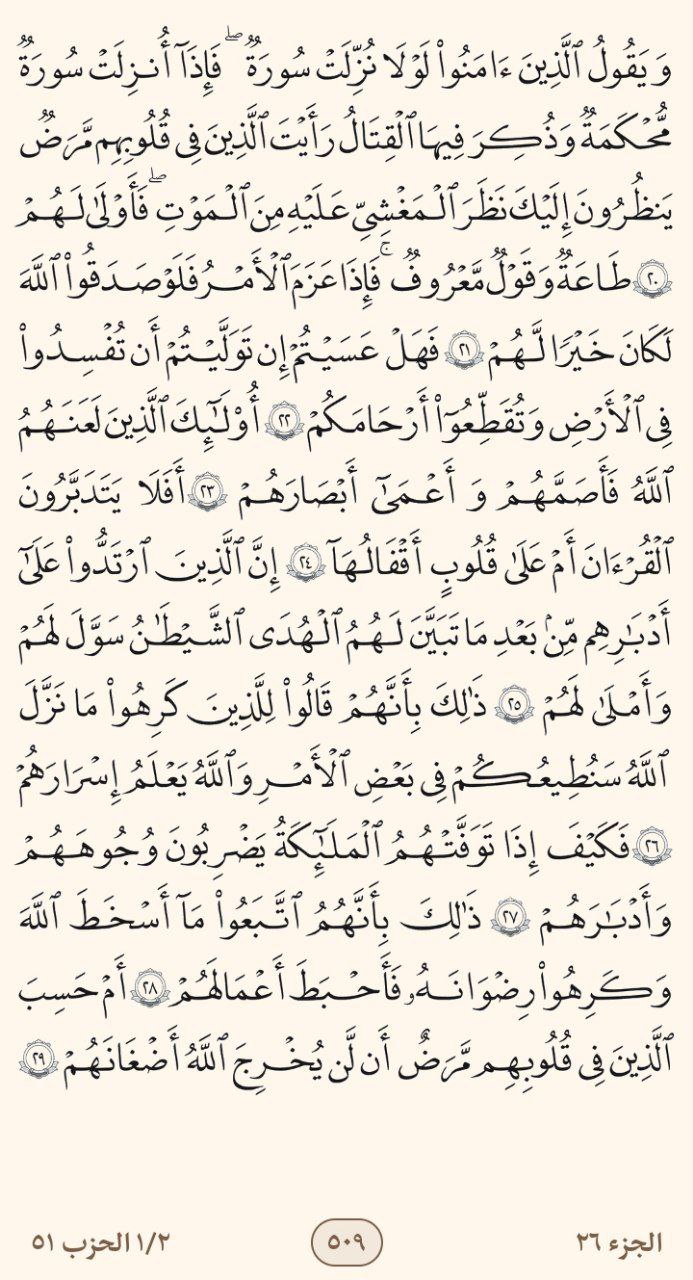 وَيَقُولُ ٱلَّذِينَ ءَامَنُوا۟ لَوْلَا نُزِّلَتْ سُورَةٌ ۖ فَإِذَآ أُنزِلَتْ سُورَةٌ
مُّحْكَمَةٌ وَذُكِرَ فِيهَا ٱلْقِتَالُ رَأَيْتَ ٱلَّذِينَ فِى قُلُوبِهِم مَّرَضٌ
يَنظُرُونَ إِلَيْكَ نَظَرَ ٱلْمَغْشِىِّ عَلَيْهِ مِنَ ٱلْمَوْتِ ۖ فَأَوْلَىٰ لَهُمْ
٢٠ طَاعَةٌ وَقَوْلٌ مَّعْرُوفٌ ۚ فَإِذَا عَزَمَ ٱلْأَمْرُ فَلَوْ صَدَقُوا۟ ٱللَّهَ
لَكَانَ خَيْرًا لَّهُمْ ٢١ فَهَلْ عَسَيْتُمْ إِن تَوَلَّيْتُمْ أَن تُفْسِدُوا۟
فِى ٱلْأَرْضِ وَتُقَطِّعُوٓا۟ أَرْحَامَكُمْ ٢٢ أُو۟لَـٰٓئِكَ ٱلَّذِينَ لَعَنَهُمُ
ٱللَّهُ فَأَصَمَّهُمْ وَأَعْمَىٰٓ أَبْصَارَهُمْ ٢٣ أَفَلَا يَتَدَبَّرُونَ
ٱلْقُرْءَانَ أَمْ عَلَىٰ قُلُوبٍ أَقْفَالُهَآ ٢٤ إِنَّ ٱلَّذِينَ ٱرْتَدُّوا۟ عَلَىٰٓ
أَدْبَـٰرِهِم مِّنۢ بَعْدِ مَا تَبَيَّنَ لَهُمُ ٱلْهُدَى ٱلشَّيْطَـٰنُ سَوَّلَ لَهُمْ
وَأَمْلَىٰ لَهُمْ ٢٥ ذَٰلِكَ بِأَنَّهُمْ قَالُوا۟ لِلَّذِينَ كَرِهُوا۟ مَا نَزَّلَ
ٱللَّهُ سَنُطِيعُكُمْ فِى بَعْضِ ٱلْأَمْرِ وَٱللَّهُ يَعْلَمُ إِسْرَارَهُمْ
٢٦ فَكَيْفَ إِذَا تَوَفَّتْهُمُ ٱلْمَلَـٰٓئِكَةُ يَضْرِبُونَ وُجُوهَهُمْ
وَأَدْبَـٰرَهُمْ ٢٧ ذَٰلِكَ بِأَنَّهُمُ ٱتَّبَعُوا۟ مَآ أَسْخَطَ ٱللَّهَ
وَكَرِهُوا۟ رِضْوَانَهُۥ فَأَحْبَطَ أَعْمَالَهُمْ ٢٨ أَمْ حَسِبَ
ٱلَّذِينَ فِى قُلُوبِهِم مَّرَضٌ أَن لَّن يُخْرِجَ ٱللَّهُ أَضْغَانَهُمْ ٢٩
الجزء ٢٦
٥٠٩
١/٢ الحزب ٥١